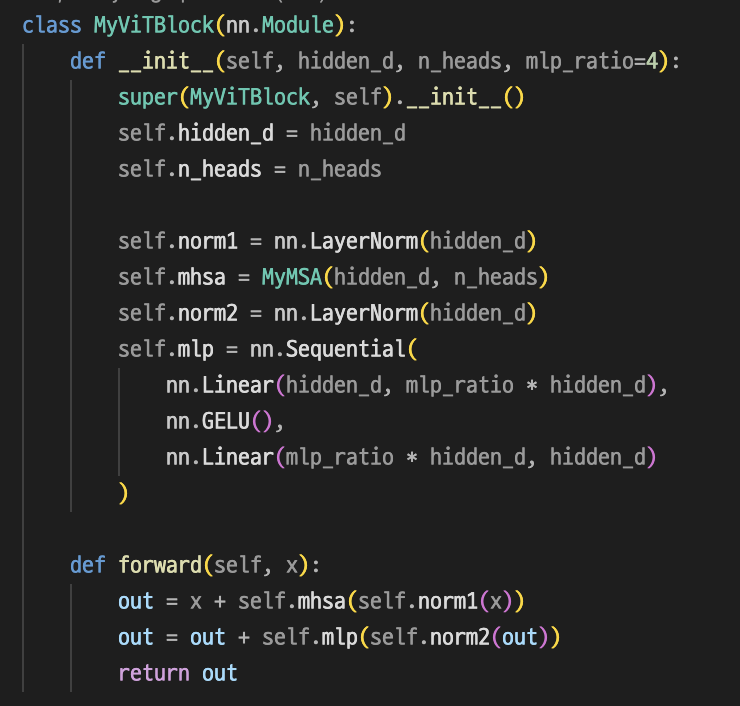 class MyViTBlock(nn.Module):
    def __init__(self, hidden_d, n_heads, mlp_ratio=4):
        super(MyViTBlock, self).__init__()
        self.hidden_d = hidden_d
        self.n_heads = n_heads

        self.norm1 = nn.LayerNorm(hidden_d)
        self.mhsa = MyMSA(hidden_d, n_heads)
        self.norm2 = nn.LayerNorm(hidden_d)
        self.mlp = nn.Sequential(
            nn.Linear(hidden_d, mlp_ratio * hidden_d),
            nn.GELU(),
            nn.Linear(mlp_ratio * hidden_d, hidden_d)
        )

    def forward(self, x):
        out = x + self.mhsa(self.norm1(x))
        out = out + self.mlp(self.norm2(out))
        return out